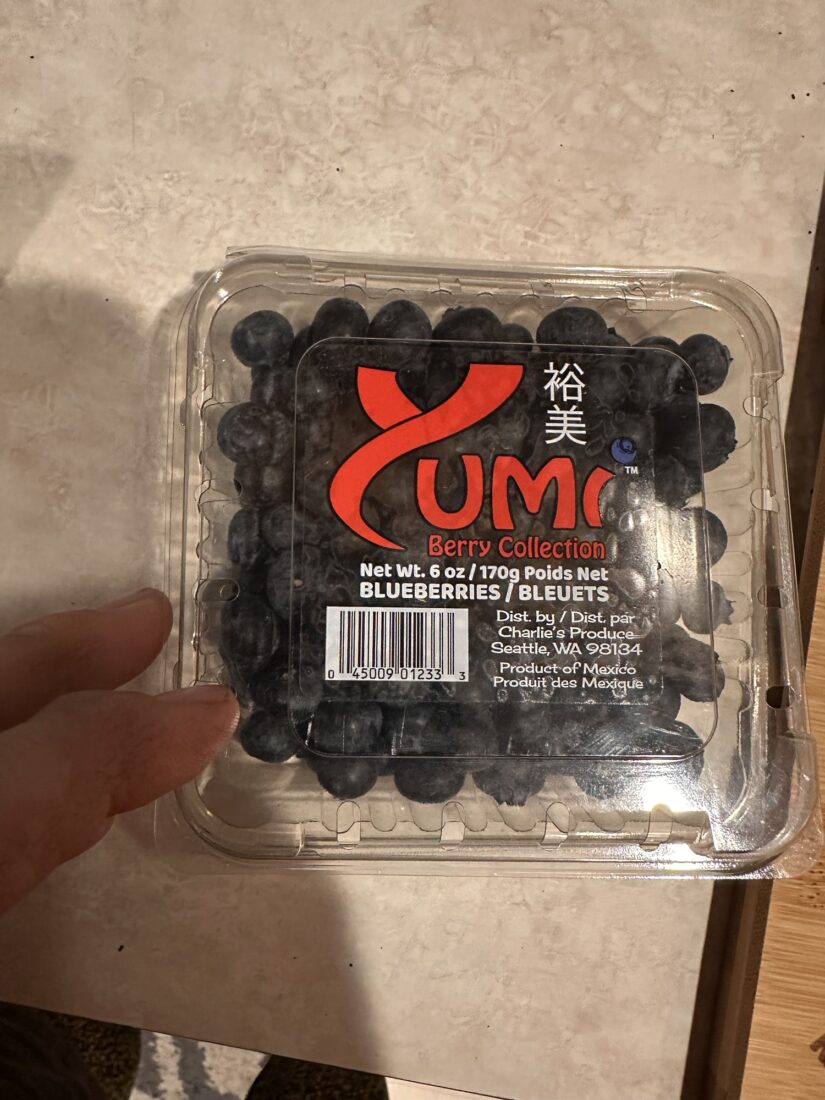 YUMI
裕美
TM
Berry Collection
Net Wt. 6 oz / 170g Poids Net
BLUEBERRIES / BLEUETS
0 45009 01233 3
Dist. by / Dist. par
Charlie's Produce
Seattle, WA 98134
Product of Mexico
Produit des Mexique